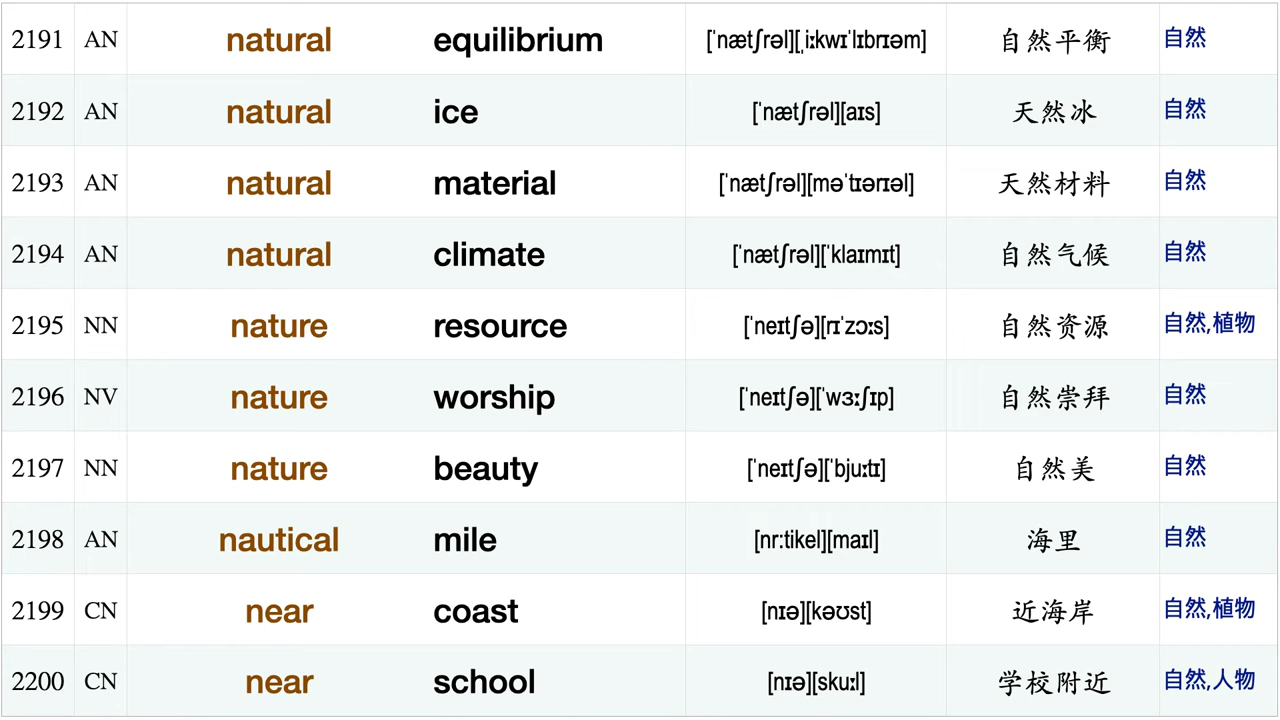 2191 AN natural equilibrium [ˈnætʃrəl][ˌiːkwɪˈlɪbrɪəm] 自然平衡 自然
2192 AN natural ice [ˈnætʃrəl][aɪs] 天然冰 自然
2193 AN natural material [ˈnætʃrəl][məˈtɪərɪəl] 天然材料 自然
2194 AN natural climate [ˈnætʃrəl][ˈklaɪmɪt] 自然气候 自然
2195 NN nature resource [ˈneɪtʃə][rɪˈzɔːs] 自然资源 自然,植物
2196 NV nature worship [ˈneɪtʃə][ˈwɜːʃɪp] 自然崇拜 自然
2197 NN nature beauty [ˈneɪtʃə][ˈbjuːtɪ] 自然美 自然
2198 AN nautical mile [nr:tikel][maɪl] 海里 自然
2199 CN near coast [nɪə][kəʊst] 近海岸 自然,植物
2200 CN near school [nɪə][skuːl] 学校附近 自然,人物